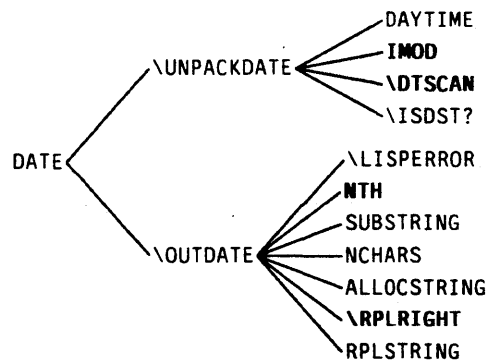 DAYTIME
IMOD
\UNPACKDATE
\DTSCAN
\ISDST?
DATE
\LISPERROR
NTH
SUBSTRING
\OUTDATE
NCHARS
ALLOCSTRING
\RPLRIGHT
RPLSTRING